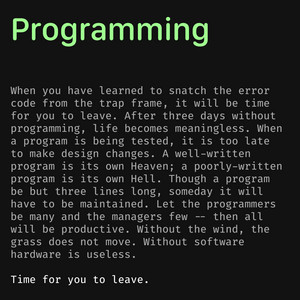 Programming
When you have learned to snatch the error
code from the trap frame, it will be time
for you to leave. After three days without
programming, life becomes meaningless. When
a program is being tested, it is too late
to make design changes. A well-written
program is its own Heaven; a poorly-written
program is its own Hell. Though a program
be but three lines long, someday it will
have to be maintained. Let the programmers
be many and the managers few -- then all
will be productive. Without the wind, the
grass does not move. Without software
hardware is useless.
Time for you to leave.